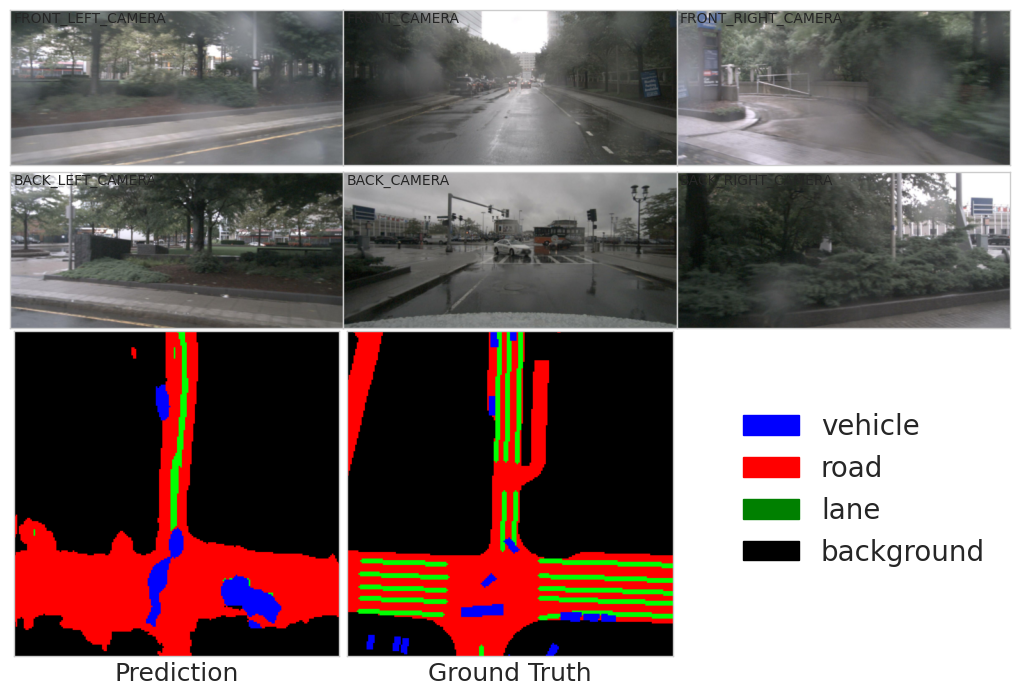 FRONT_LEFT_CAMERA
FRONT_CAMERA
FRONT_RIGHT_CAMERA
BACK_LEFT_CAMERA
BACK_CAMERA
BACK_RIGHT_CAMERA
vehicle
road
lane
background
Prediction
Ground Truth